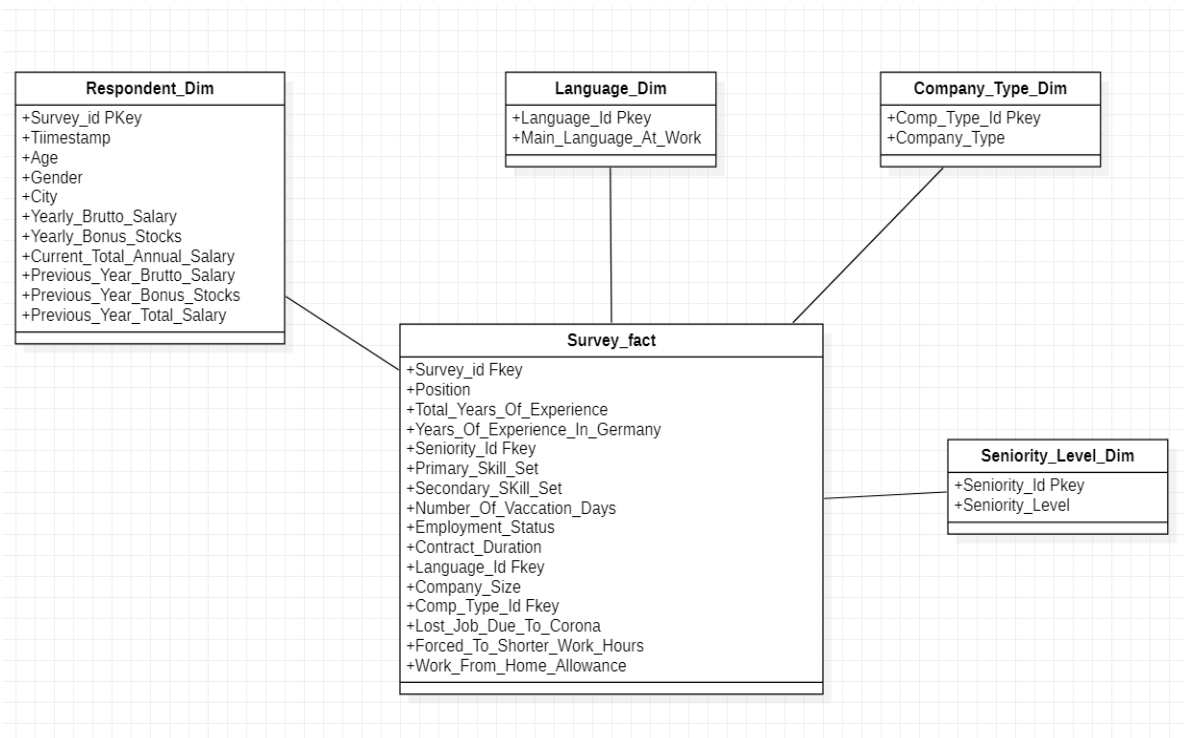 Respondent_Dim
+Survey_id PKey
+Tiimestamp
+Age
+Gender
+City
+Yearly_Brutto_Salary
+Yearly_Bonus_Stocks
+Current_Total_Annual_Salary
+Previous_Year_Brutto_Salary
+Previous_Year_Bonus_Stocks
+Previous_Year_Total_Salary
Language_Dim
+Language_Id Pkey
+Main_Language_At_Work
Company_Type_Dim
+Comp_Type_Id Pkey
+Company_Type
Survey_fact
+Survey_id Fkey
+Position
+Total_Years_Of_Experience
+Years_Of_Experience_In_Germany
+Seniority_Id Fkey
+Primary_Skill_Set
+Secondary_SKill_Set
+Number_Of_Vaccation_Days
+Employment_Status
+Contract_Duration
+Language_Id Fkey
+Company_Size
+Comp_Type_Id Fkey
+Lost_Job_Due_To_Corona
+Forced_To_Shorter_Work_Hours
+Work_From_Home_Allowance
Seniority_Level_Dim
+Seniority_Id Pkey
+Seniority_Level